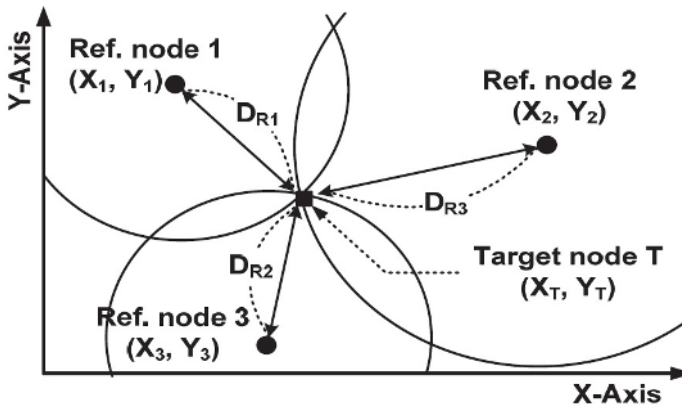 Y-Axis
Ref. node 1
(X1, Y1)
DR1
Ref. node 2
(X2, Y2)
DR3
DR2
Target node T
(XT, YT)
Ref. node 3
(X3, Y3)
X-Axis